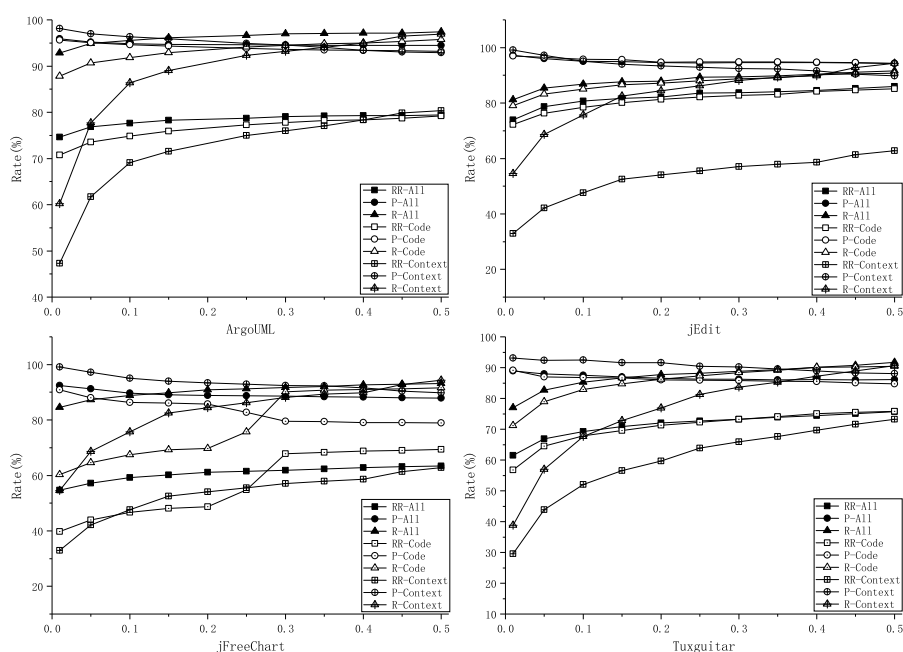 100
90
80
70
60
50
40
Rate(%)
0.0 0.1 0.2 0.3 0.4 0.5
ArgoUML
RR-All
P-All
R-All
RR-Code
P-Code
R-Code
RR-Context
P-Context
R-Context
100
80
60
40
20
Rate(%)
0.0 0.1 0.2 0.3 0.4 0.5
jEdit
RR-All
P-All
R-All
RR-Code
P-Code
R-Code
RR-Context
P-Context
R-Context
100
80
60
40
20
Rate(%)
0.0 0.1 0.2 0.3 0.4 0.5
jFreeChart
RR-All
P-All
R-All
RR-Code
P-Code
R-Code
RR-Context
P-Context
R-Context
100
90
80
70
60
50
40
30
20
10
Rate(%)
0.0 0.1 0.2 0.3 0.4 0.5
Tuxguitar
RR-All
P-All
R-All
RR-Code
P-Code
R-Code
RR-Context
P-Context
R-Context